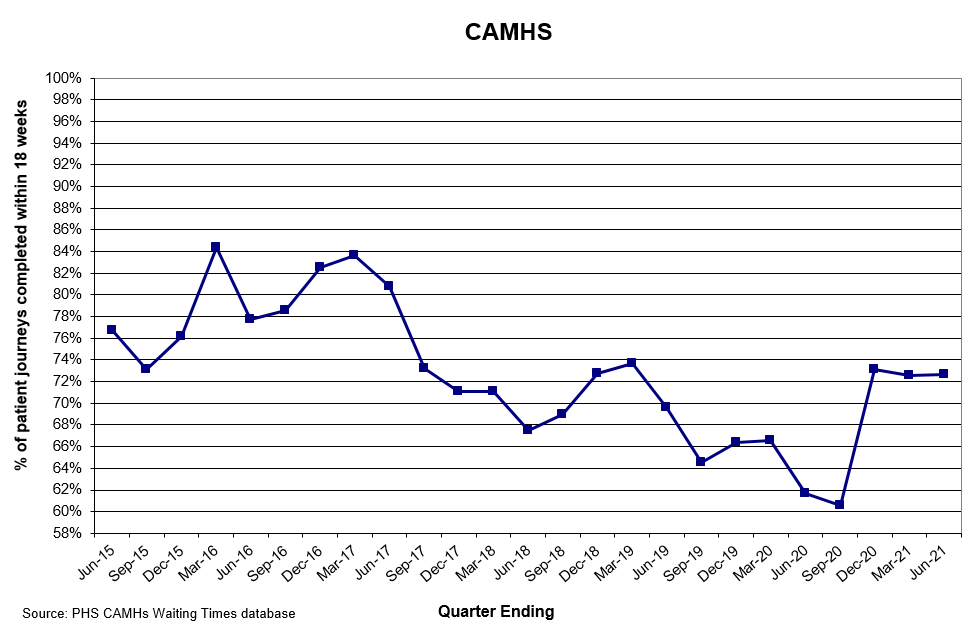 CAMHS
% of patient journeys completed within 18 weeks
100%
98%
96%
94%
92%
90%
88%
86%
84%
82%
80%
78%
76%
74%
72%
70%
68%
66%
64%
62%
60%
58%
Jun-15
Sep-15
Dec-15
Mar-16
Jun-16
Sep-16
Dec-16
Mar-17
Jun-17
Sep-17
Dec-17
Mar-18
Jun-18
Sep-18
Dec-18
Mar-19
Jun-19
Sep-19
Dec-19
Mar-20
Jun-20
Sep-20
Dec-20
Mar-21
Jun-21
Quarter Ending
Source: PHS CAMHs Waiting Times database